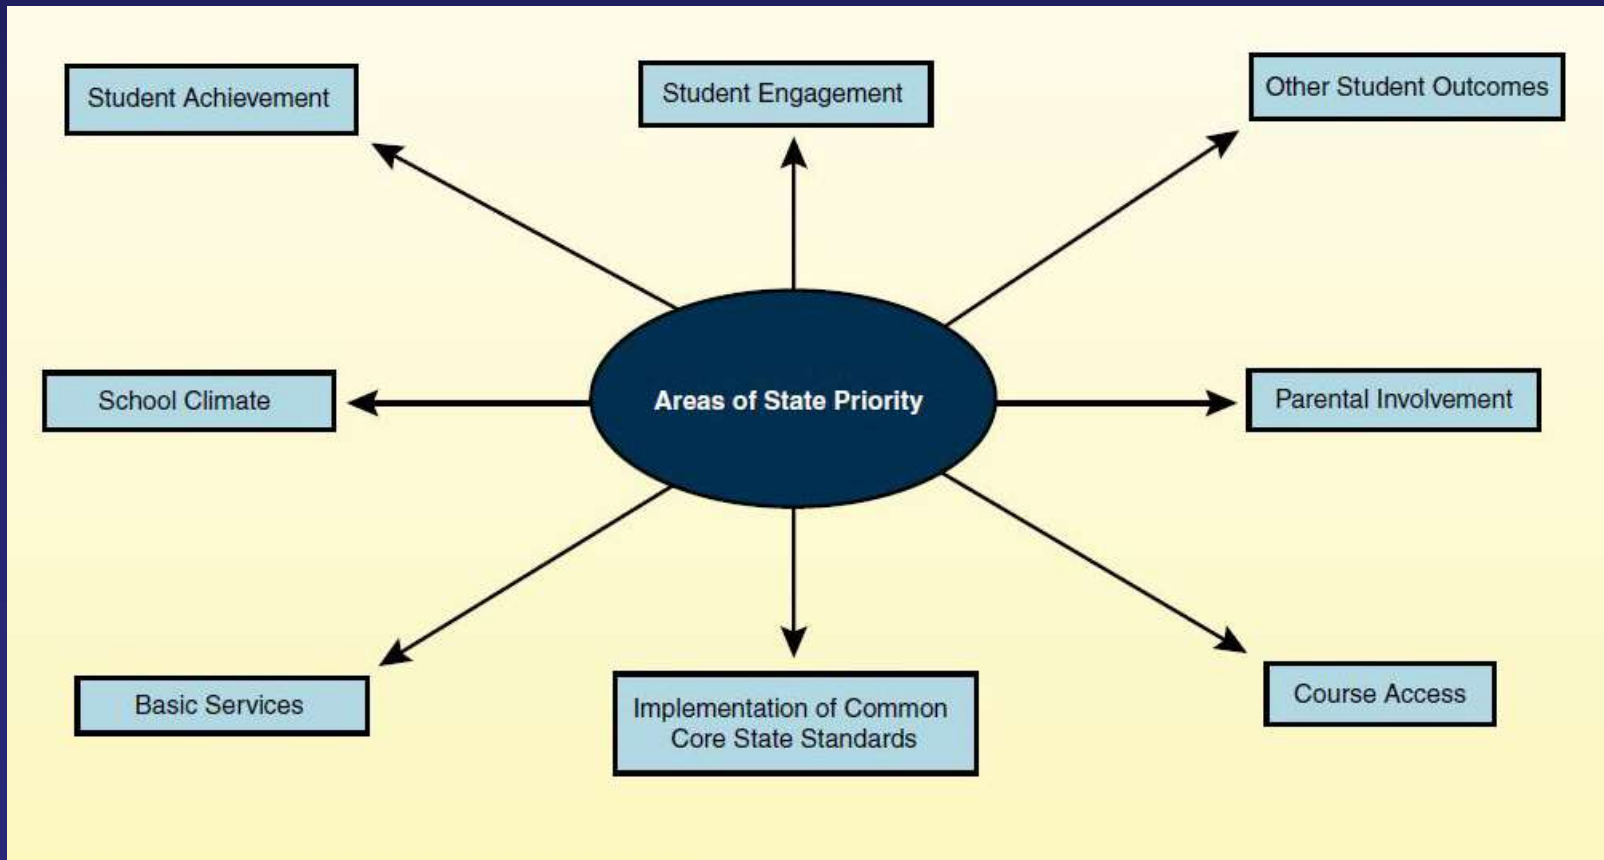 Student Achievement
Student Engagement
Other Student Outcomes
School Climate
Areas of State Priority
Parental Involvement
Basic Services
Implementation of Common
Core State Standards
Course Access